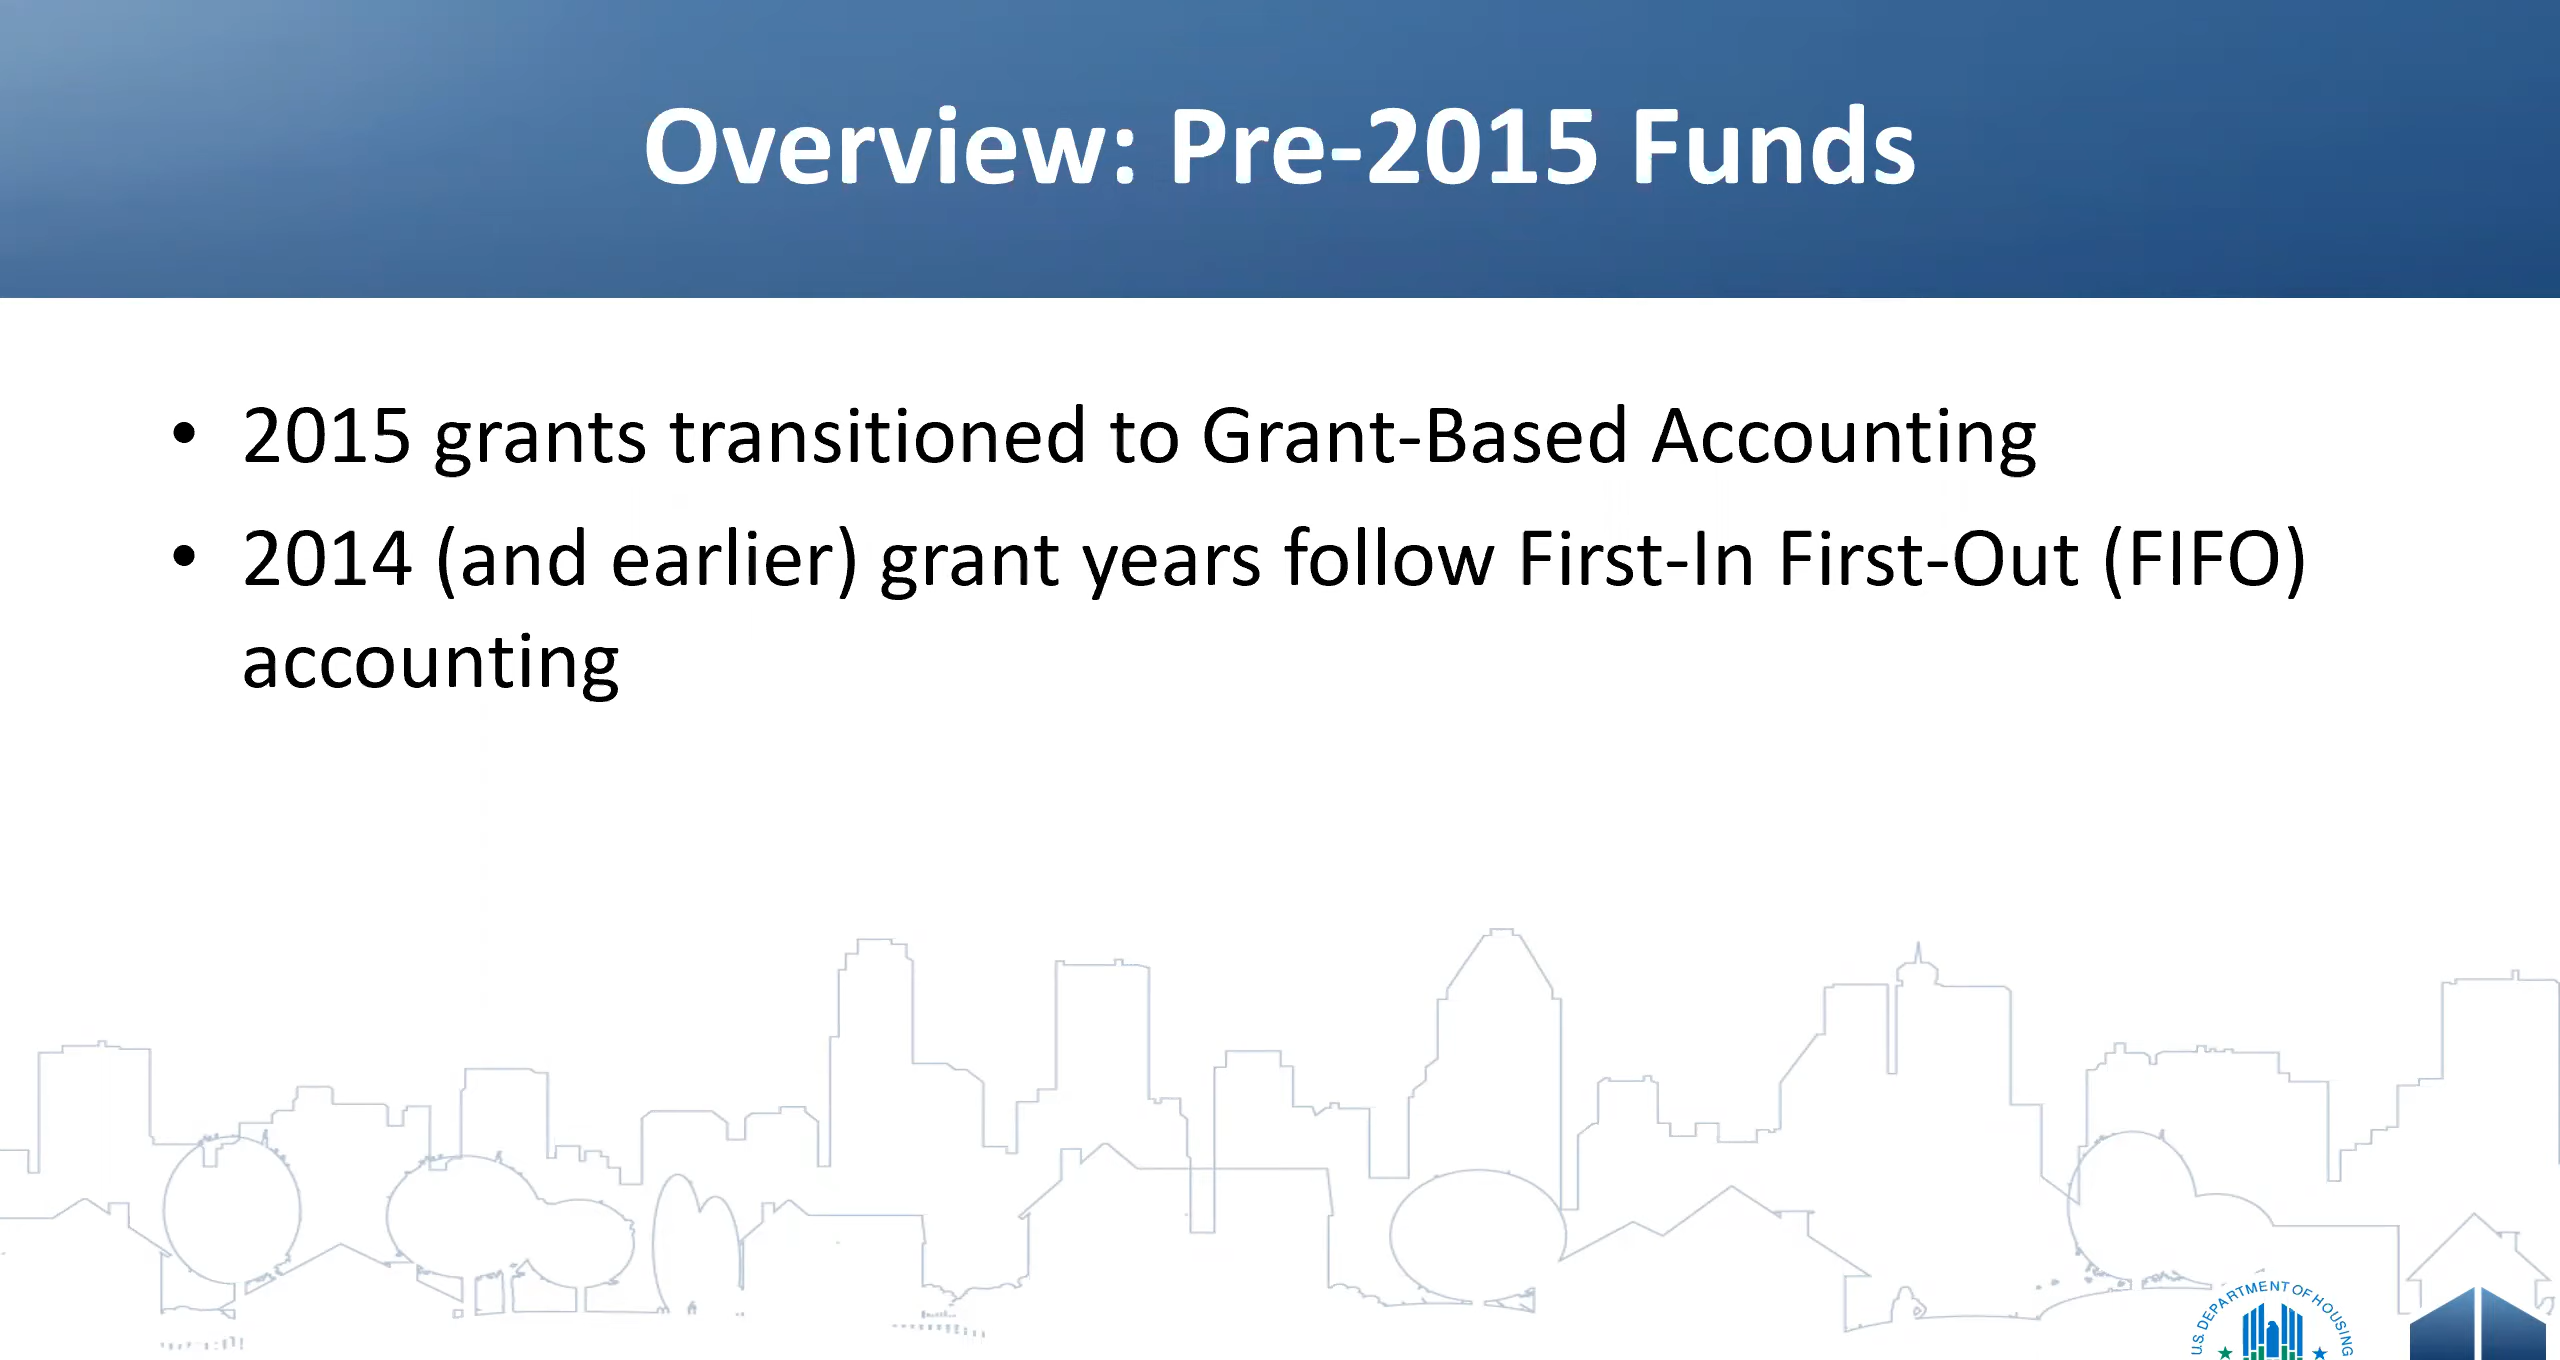 Overview: Pre-2015 Funds
• 2015 grants transitioned to Grant-Based Accounting
• 2014 (and earlier) grant years follow First-In First-Out (FIFO)
accounting
U.S. DEPARTMENT OF HOUSING